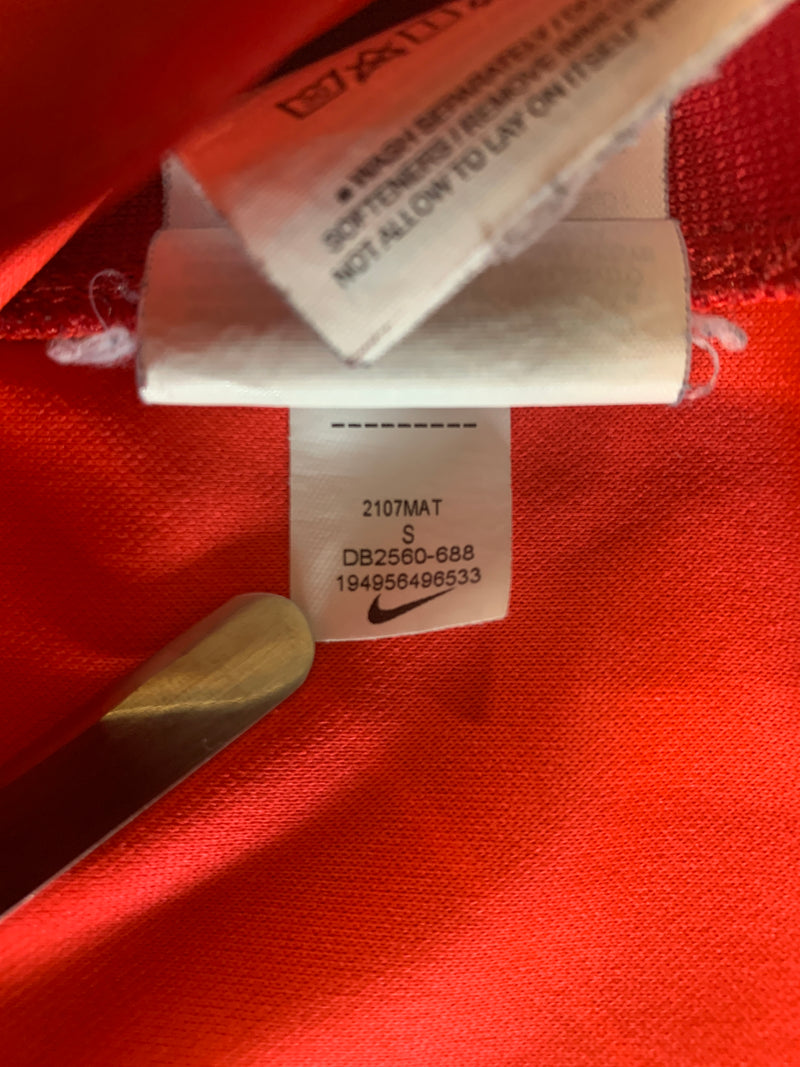 • WASH SEPARATELY /
SOFTENERS / REMOVE
NOT ALLOW TO LAY ON ITSELF
----------
2107MAT
S
DB2560-688
194956496533